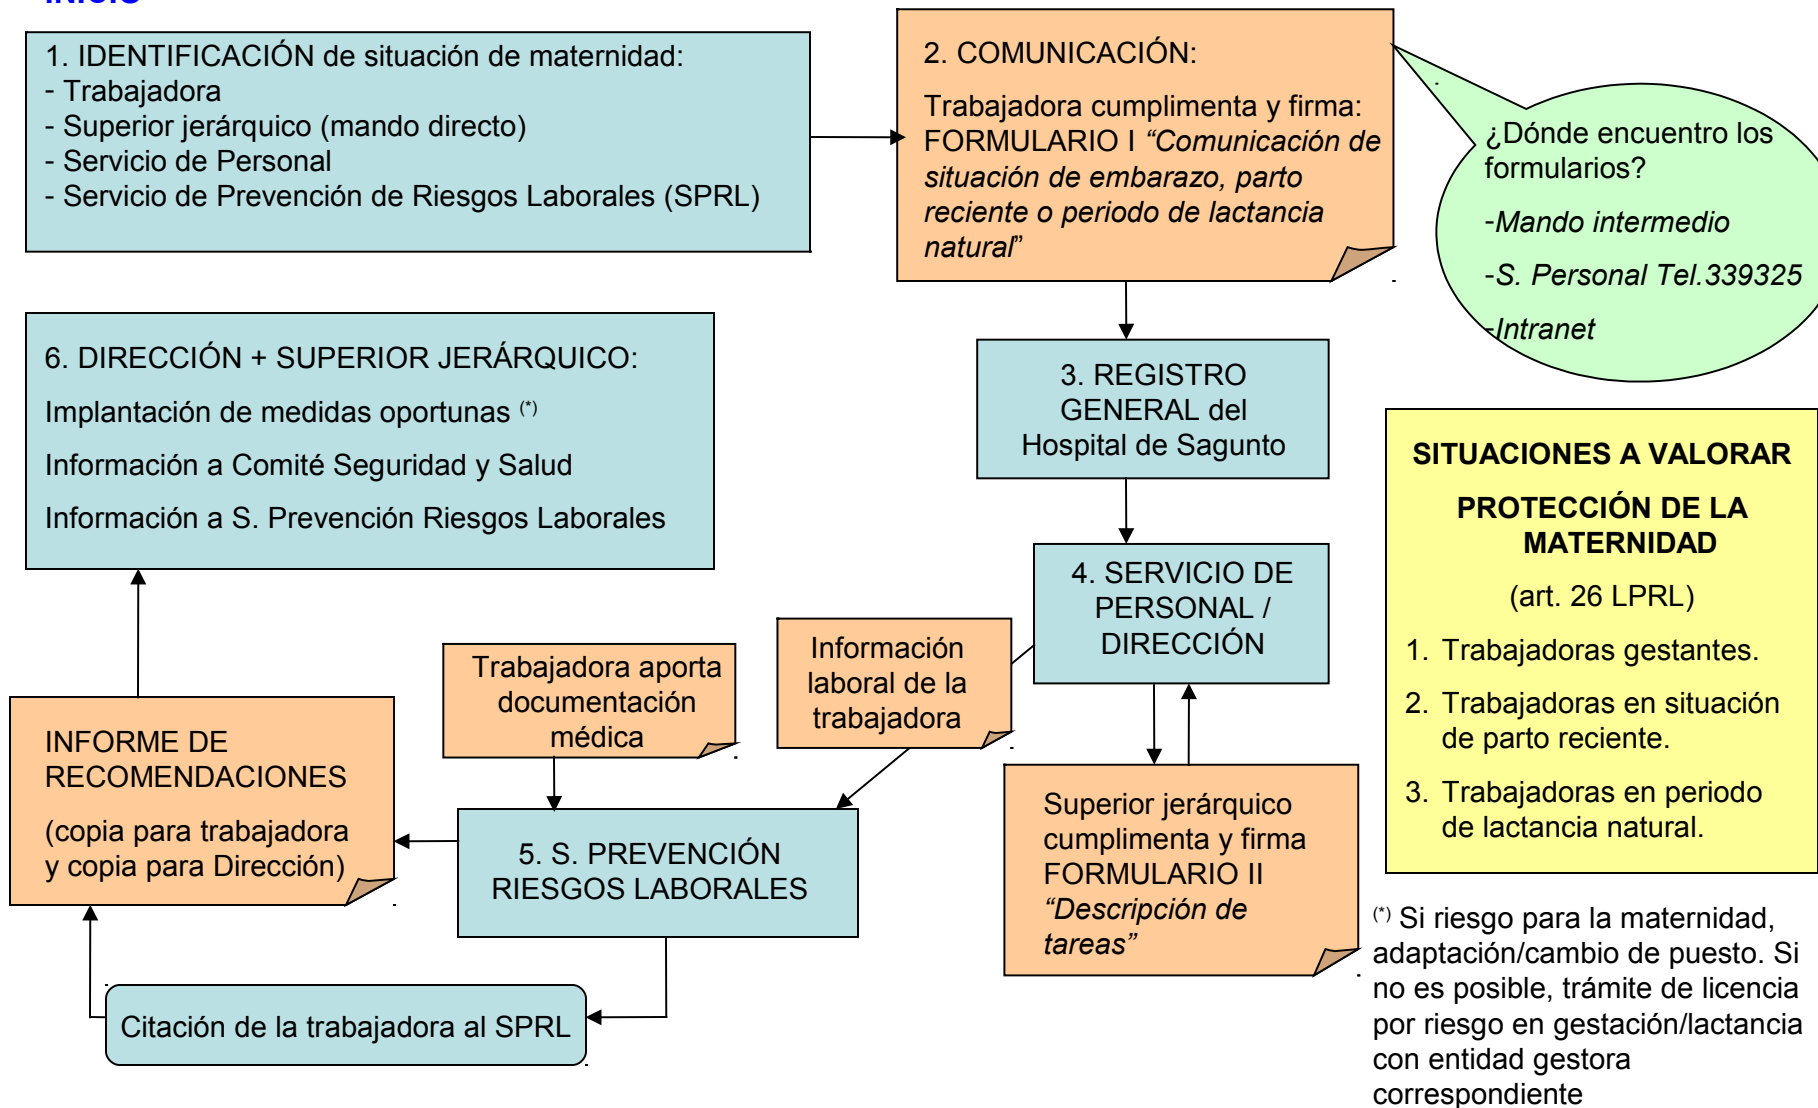 INICIO
1. IDENTIFICACIÓN de situación de maternidad:
- Trabajadora
- Superior jerárquico (mando directo)
- Servicio de Personal
- Servicio de Prevención de Riesgos Laborales (SPRL)
2. COMUNICACIÓN:
Trabajadora cumplimenta y firma:
FORMULARIO I “Comunicación de
situación de embarazo, parto
reciente o periodo de lactancia
natural”
¿Dónde encuentro los
formularios?
-Mando intermedio
-S. Personal Tel.339325
-Intranet
3. REGISTRO
GENERAL del
Hospital de Sagunto
4. SERVICIO DE
PERSONAL /
DIRECCIÓN
Superior jerárquico
cumplimenta y firma
FORMULARIO II
“Descripción de
tareas”
Información
laboral de la
trabajadora
Trabajadora aporta
documentación
médica
5. S. PREVENCIÓN
RIESGOS LABORALES
Citación de la trabajadora al SPRL
INFORME DE
RECOMENDACIONES
(copia para trabajadora
y copia para Dirección)
6. DIRECCIÓN + SUPERIOR JERÁRQUICO:
Implantación de medidas oportunas (*)
Información a Comité Seguridad y Salud
Información a S. Prevención Riesgos Laborales
SITUACIONES A VALORAR
PROTECCIÓN DE LA
MATERNIDAD
(art. 26 LPRL)
1. Trabajadoras gestantes.
2. Trabajadoras en situación
de parto reciente.
3. Trabajadoras en periodo
de lactancia natural.
(*) Si riesgo para la maternidad,
adaptación/cambio de puesto. Si
no es posible, trámite de licencia
por riesgo en gestación/lactancia
con entidad gestora
correspondiente